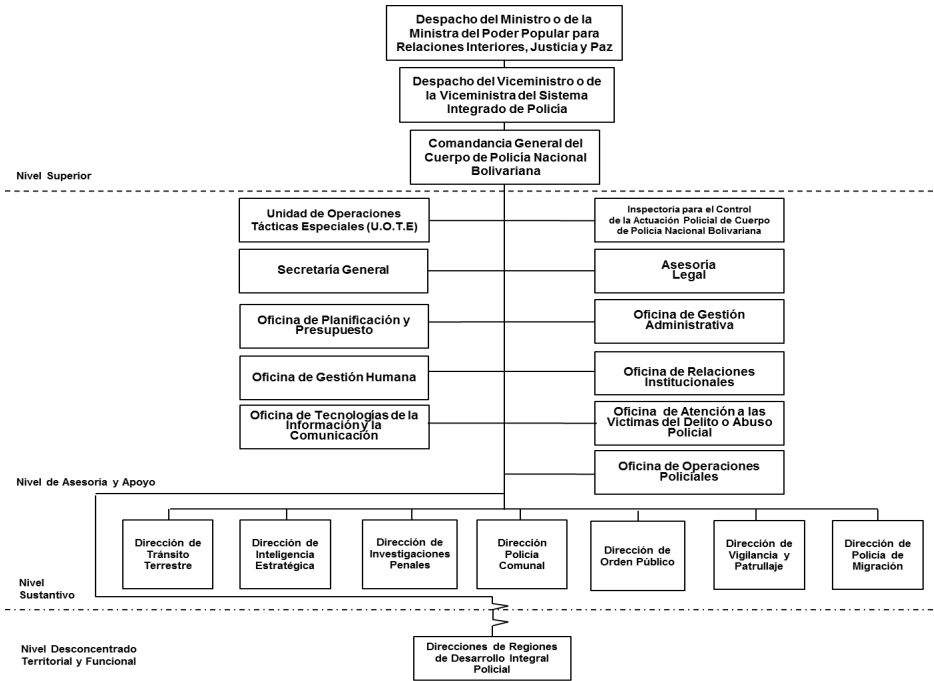 Despacho del Ministro o de la
Ministra del Poder Popular para
Relaciones Interiores, Justicia y Paz
Despacho del Viceministro o de
la Viceministra del Sistema
Integrado de Policía
Comandancia General del
Cuerpo de Policía Nacional
Bolivariana
Nivel Superior
Unidad de Operaciones
Tácticas Especiales (U.O.T.E)
Inspectoría para el Control
de la Actuación Policial de Cuerpo
de Policía Nacional Bolivariana
Secretaría General
Asesoría
Legal
Oficina de Planificación y
Presupuesto
Oficina de Gestión
Administrativa
Oficina de Gestión Humana
Oficina de Relaciones
Institucionales
Oficina de Tecnologías de la
Información y la
Comunicación
Oficina de Atención a las
Victimas del Delito o Abuso
Policial
Oficina de Operaciones
Policiales
Nivel de Asesoria y Apoyo
Dirección de
Tránsito
Terrestre
Dirección de
Inteligencia
Estratégica
Dirección de
Investigaciones
Penales
Dirección
Policía
Comunal
Dirección de
Orden Público
Dirección de
Vigilancia y
Patrullaje
Dirección de
Policía de
Migración
Nivel
Sustantivo
Nivel Desconcentrado
Territorial y Funcional
Direcciones de Regiones
de Desarrollo Integral
Policial